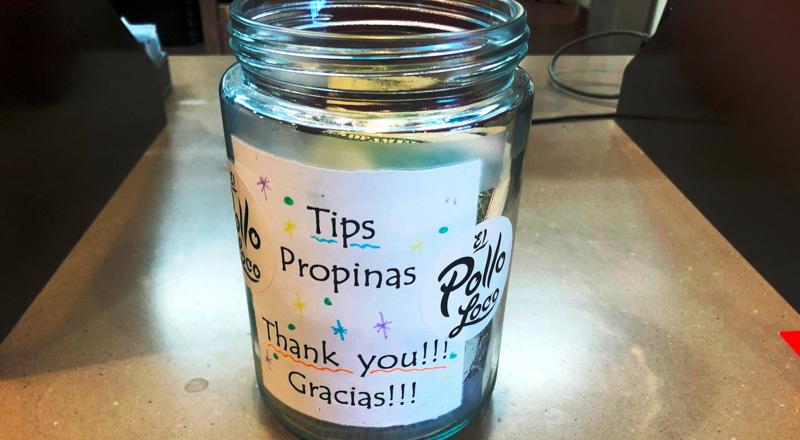 Tips
Propinas
Thank you!!!
Gracias!!!
El
Pollo
Loco
El
Pollo
Loco